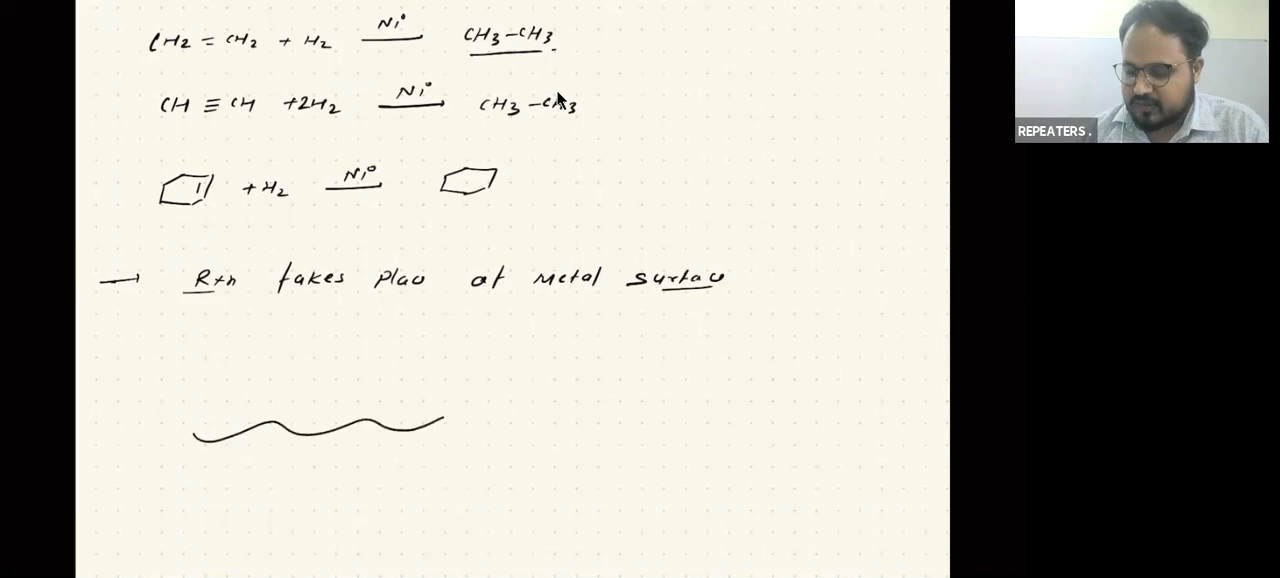 CH2 = CH2 + H2 Ni° CH3-CH3
CH ≡ CH +2H2 Ni° CH3-CH3
+H2 Ni°
— Rxn takes place at Metal surface
REPEATERS .